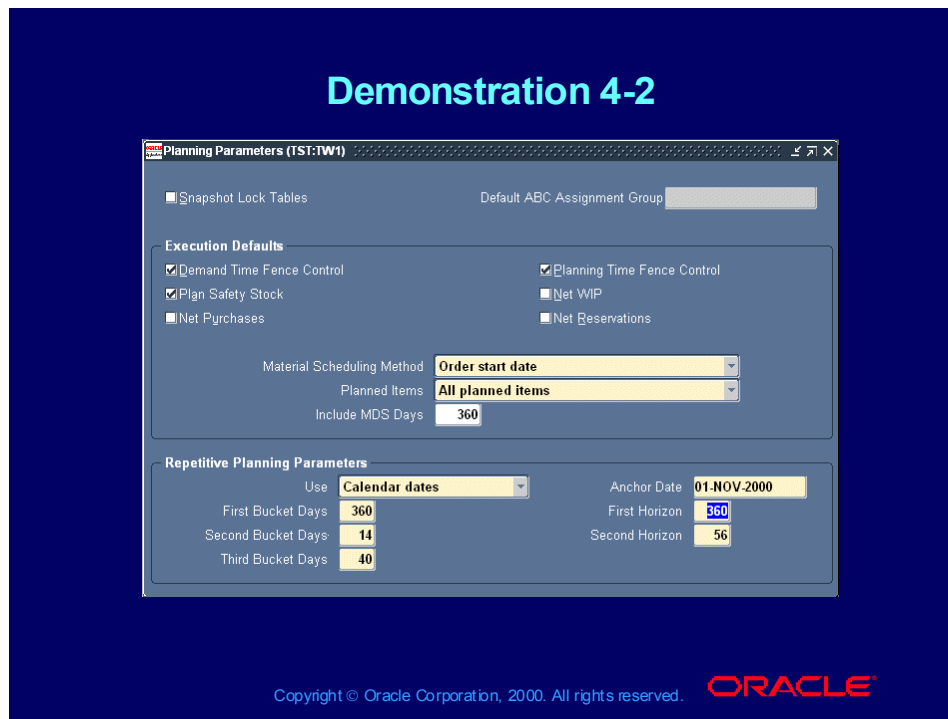 Demonstration 4-2
Planning Parameters (TST:TW1)
Snapshot Lock Tables Default ABC Assignment Group
Execution Defaults
Demand Time Fence Control Planning Time Fence Control
Plan Safety Stock Net WIP
Net Purchases Net Reservations
Material Scheduling Method Order start date
Planned Items All planned items
Include MDS Days 360
Repetitive Planning Parameters
Use Calendar dates Anchor Date 01-NOV-2000
First Bucket Days 360 First Horizon 360
Second Bucket Days 14 Second Horizon 56
Third Bucket Days 40
Copyright © Oracle Corporation, 2000. All rights reserved. ORACLE